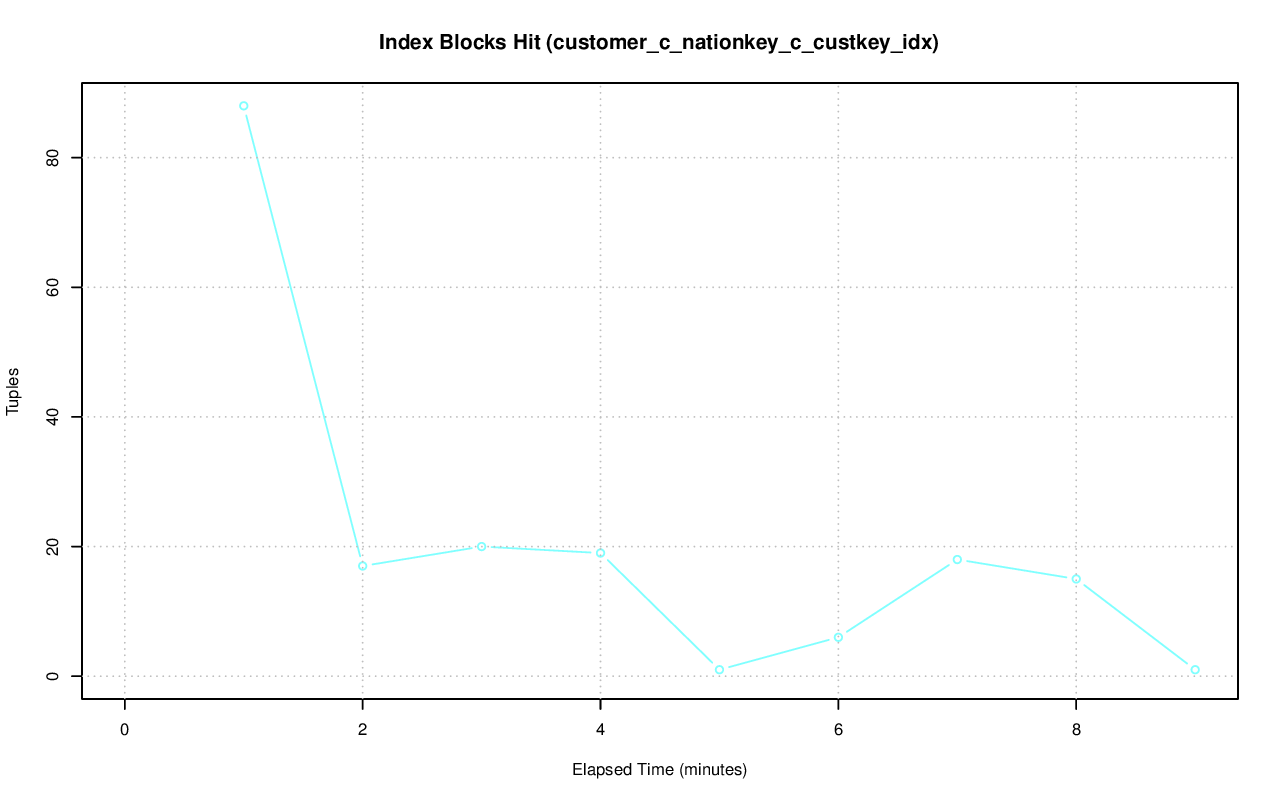 Index Blocks Hit (customer_c_nationkey_c_custkey_idx)
80
60
40
20
0
Tuples
0 2 4 6 8
Elapsed Time (minutes)